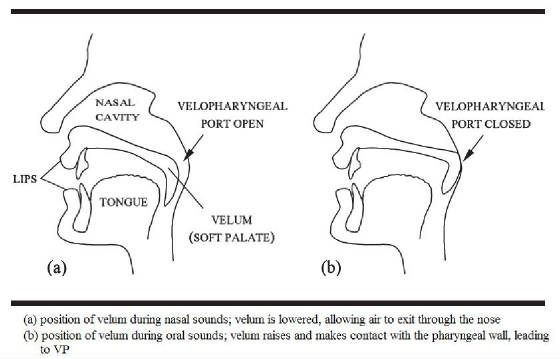 NASAL
CAVITY
VELOPHARYNGEAL
PORT OPEN
LIPS
TONGUE
VELUM
(SOFT PALATE)
(a)
VELOPHARYNGEAL
PORT CLOSED
(b)
(a) position of velum during nasal sounds; velum is lowered, allowing air to exit through the nose
(b) position of velum during oral sounds; velum raises and makes contact with the pharyngeal wall, leading
to VP